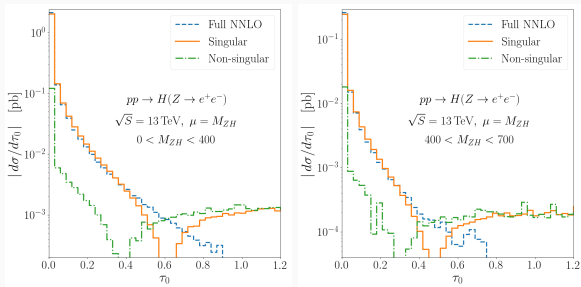 Full NNLO
Singular
Non-singular
pp → H(Z → e⁺e⁻)
√S = 13 TeV, μ = M_ZH
0 < M_ZH < 400
|dσ/dτ₀| [pb]
10⁰
10⁻¹
10⁻²
10⁻³
0.0 0.2 0.4 0.6 0.8 1.0 1.2
τ₀
Full NNLO
Singular
Non-singular
pp → H(Z → e⁺e⁻)
√S = 13 TeV, μ = M_ZH
400 < M_ZH < 700
|dσ/dτ₀| [pb]
10⁻¹
10⁻²
10⁻³
10⁻⁴
0.0 0.2 0.4 0.6 0.8 1.0 1.2
τ₀